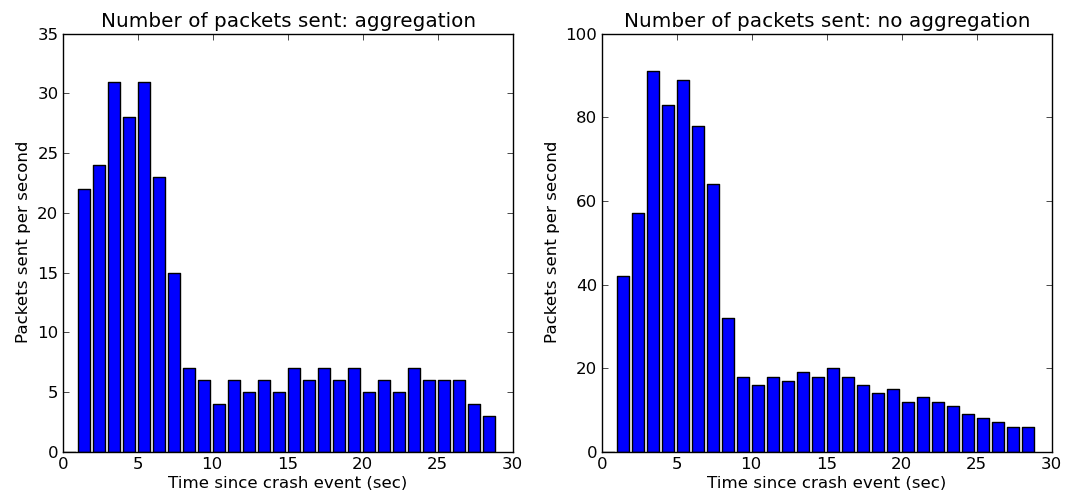 Number of packets sent: aggregation
35
30
25
20
15
10
5
0
Packets sent per second
0 5 10 15 20 25 30
Time since crash event (sec)
Number of packets sent: no aggregation
100
80
60
40
20
0
Packets sent per second
0 5 10 15 20 25 30
Time since crash event (sec)